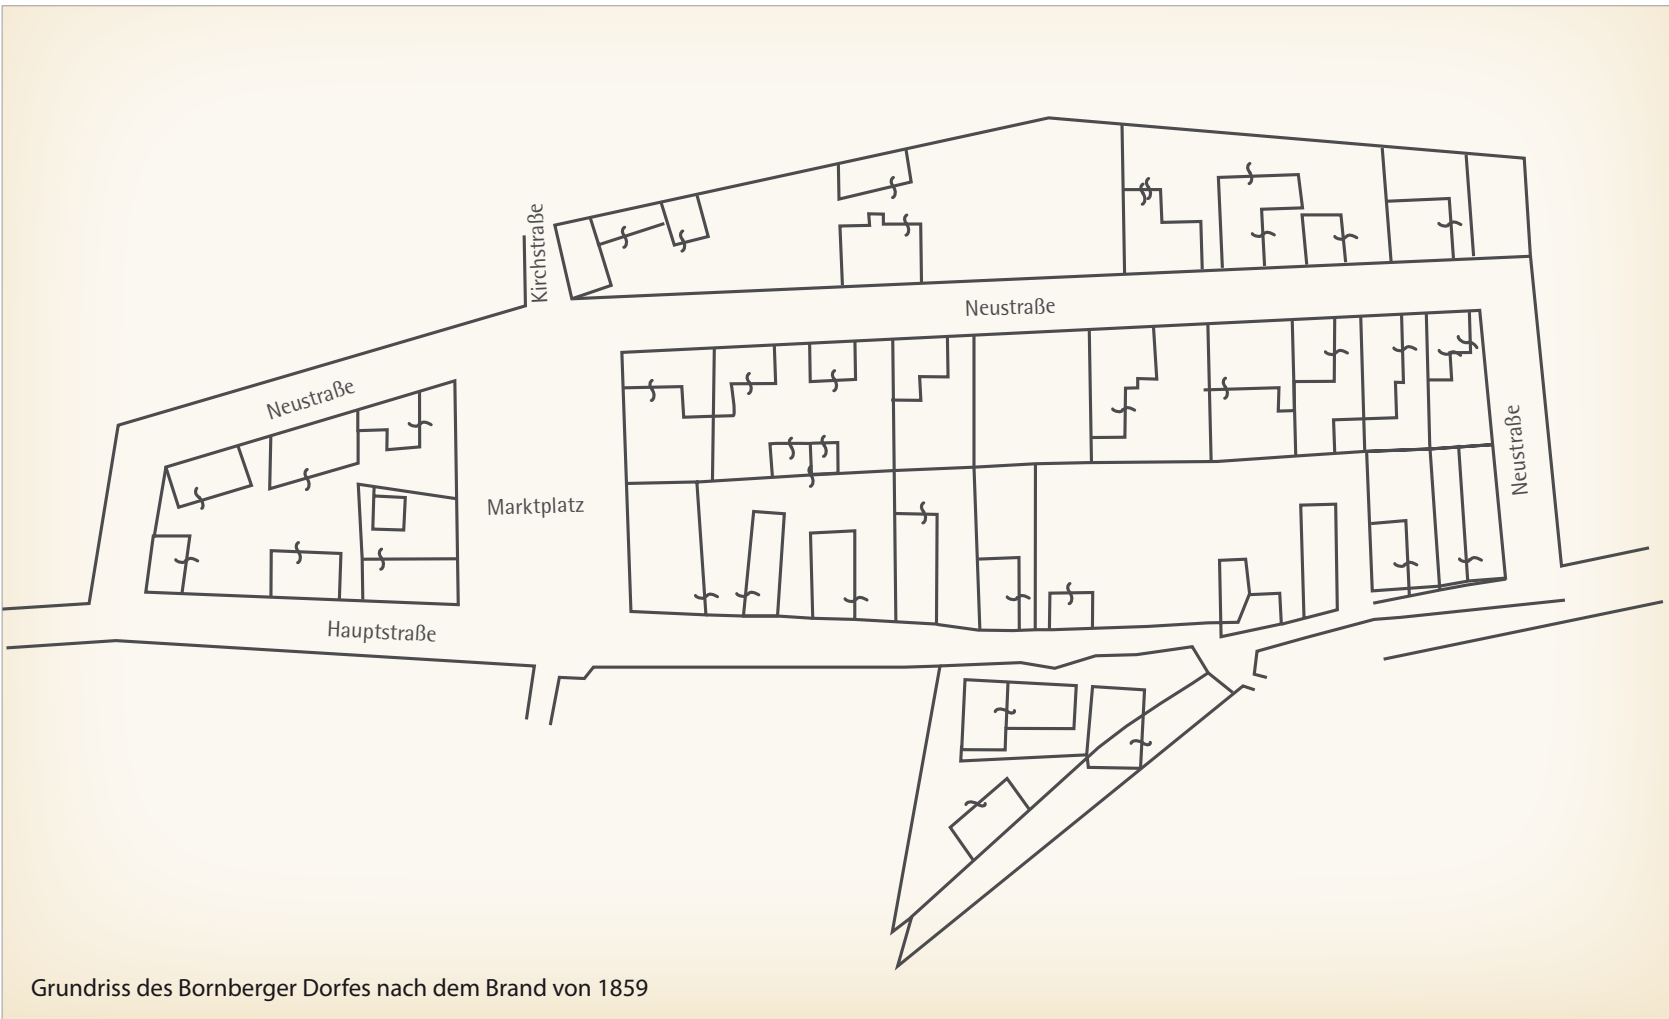 Kirchstraße
Neustraße
Neustraße
Neustraße
Marktplatz
Hauptstraße
Grundriss des Bornberger Dorfes nach dem Brand von 1859